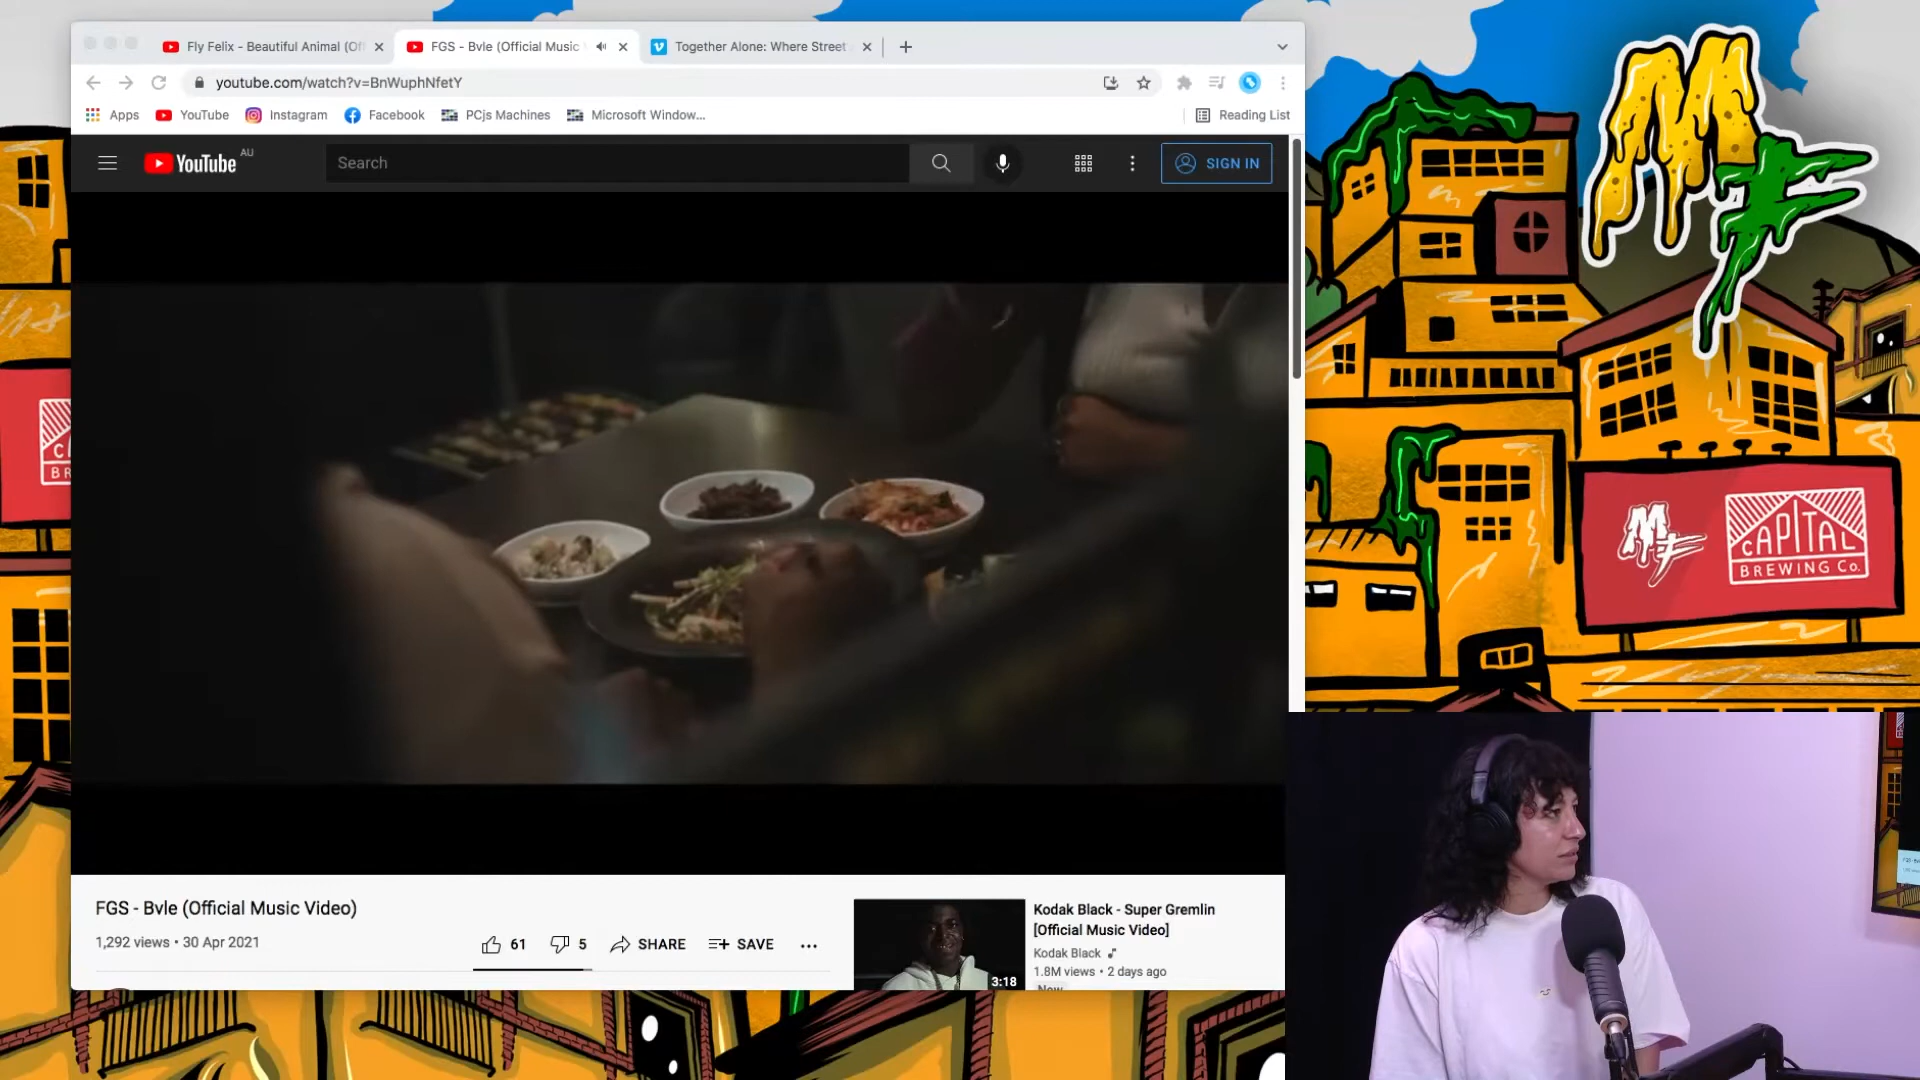 Fly Felix - Beautiful Animal (Of
FGS - Bvle (Official Music
Together Alone: Where Street
youtube.com/watch?v=BnWuphNfetY
Apps
YouTube
Instagram
Facebook
PCjs Machines
Microsoft Window...
Reading List
YouTube AU
Search
SIGN IN
MF
MF
CAPITAL
BREWING Co.
FGS - Bvle (Official Music Video)
1,292 views • 30 Apr 2021
61
5
SHARE
SAVE
3:18
Kodak Black - Super Gremlin
[Official Music Video]
Kodak Black
1.8M views • 2 days ago
New